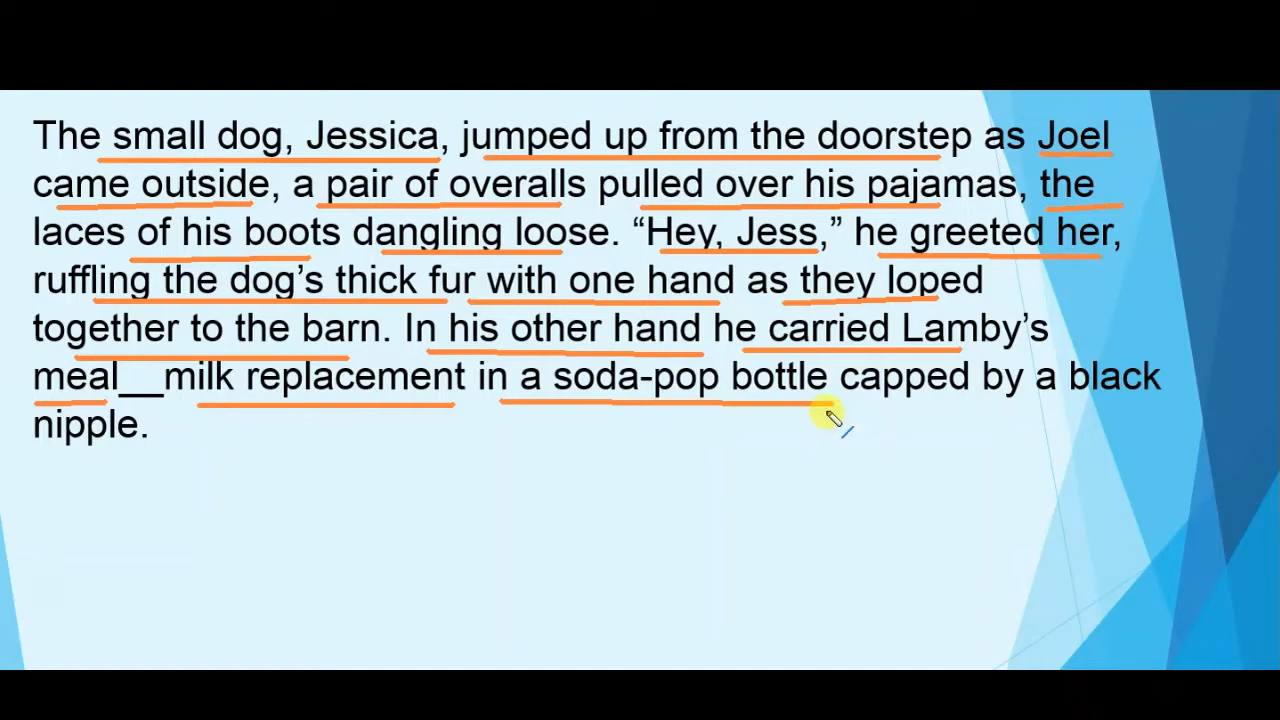 The small dog, Jessica, jumped up from the doorstep as Joel
came outside, a pair of overalls pulled over his pajamas, the
laces of his boots dangling loose. “Hey, Jess,” he greeted her,
ruffling the dog’s thick fur with one hand as they loped
together to the barn. In his other hand he carried Lamby’s
meal__milk replacement in a soda-pop bottle capped by a black
nipple.